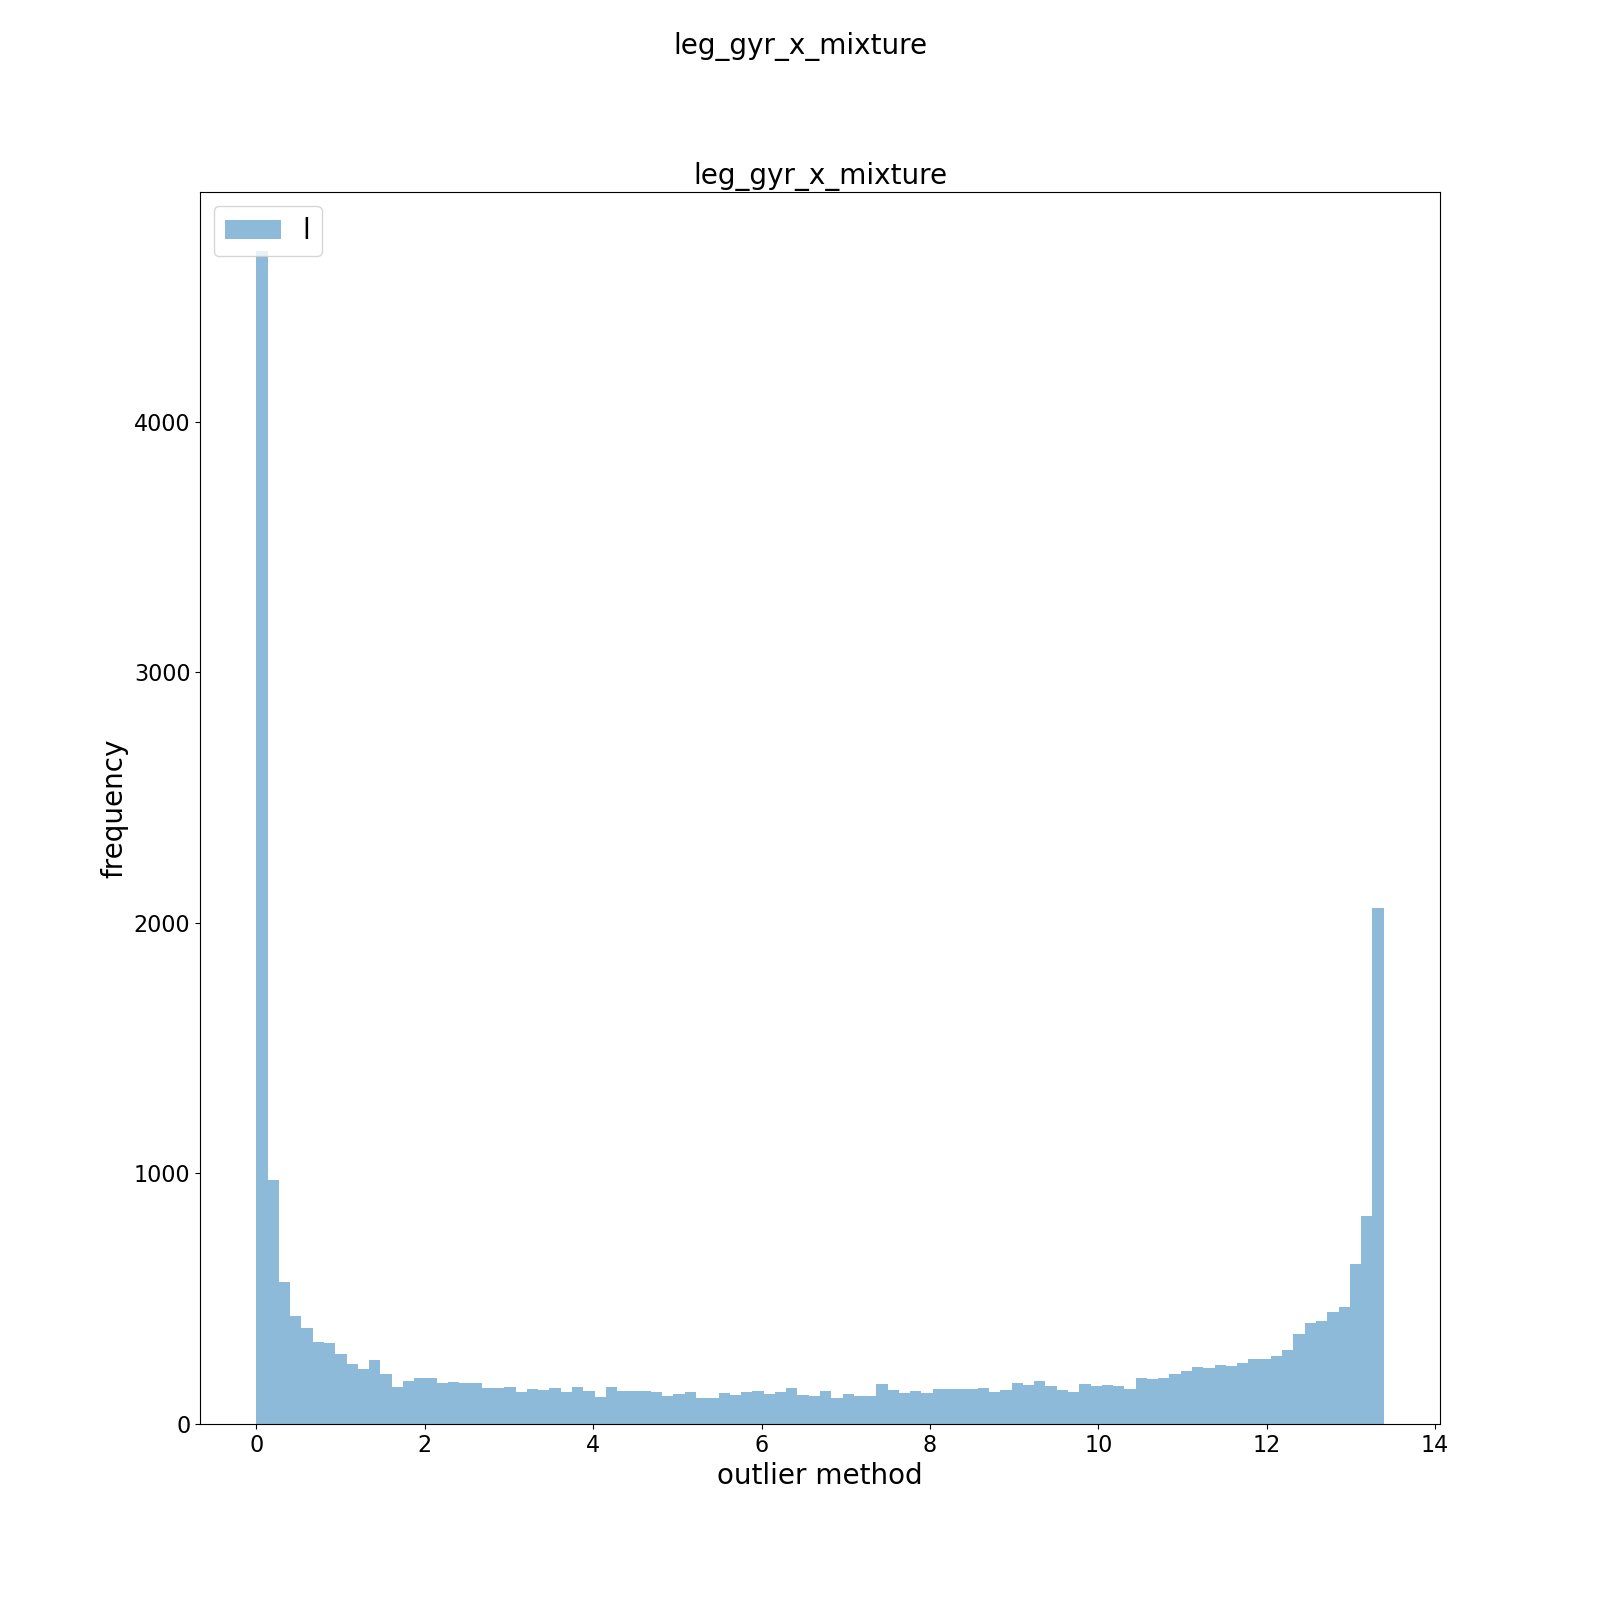 leg_gyr_x_mixture
leg_gyr_x_mixture
l
4000
3000
2000
1000
0
frequency
0 2 4 6 8 10 12 14
outlier method